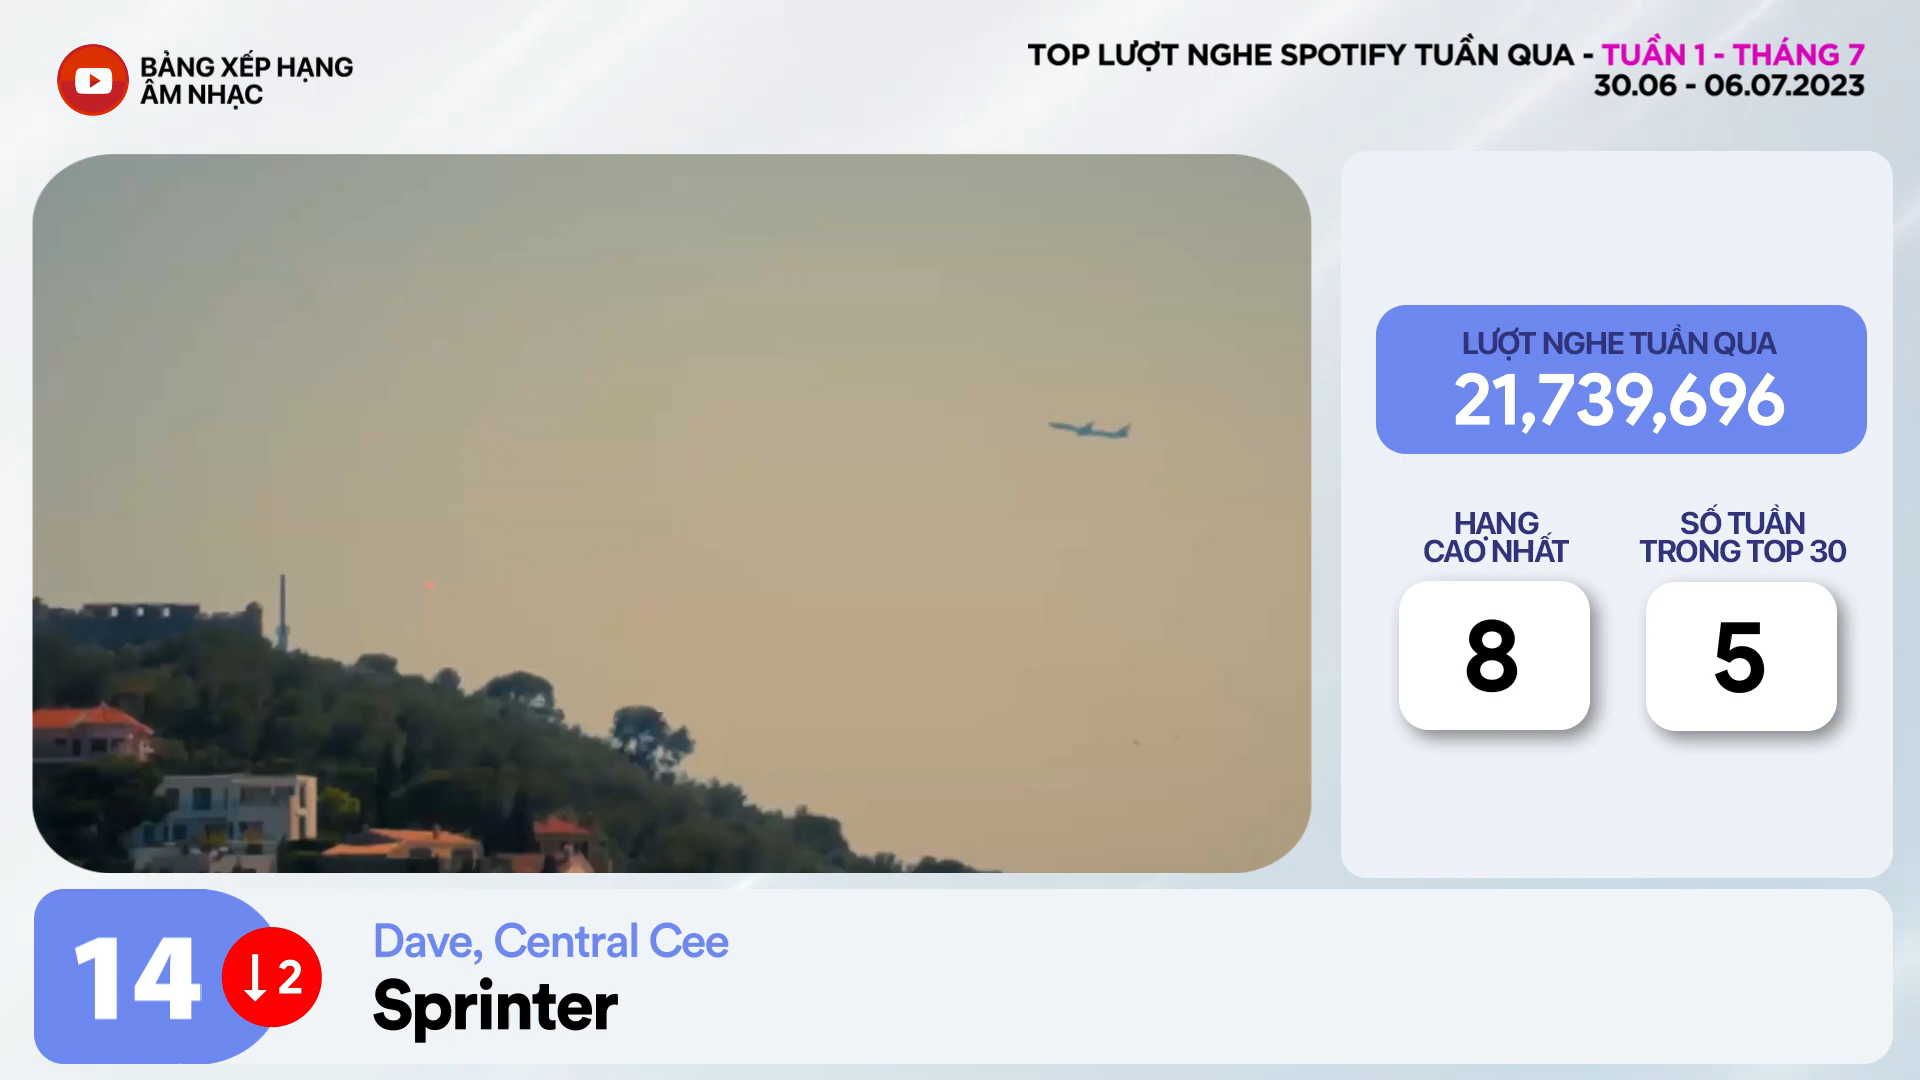 BẢNG XẾP HẠNG
ÂM NHẠC
TOP LƯỢT NGHE SPOTIFY TUẦN QUA - TUẦN 1 - THÁNG 7
30.06 - 06.07.2023
LƯỢT NGHE TUẦN QUA
21,739,696
HẠNG
CAO NHẤT
8
SỐ TUẦN
TRONG TOP 30
5
14
↓2
Dave, Central Cee
Sprinter